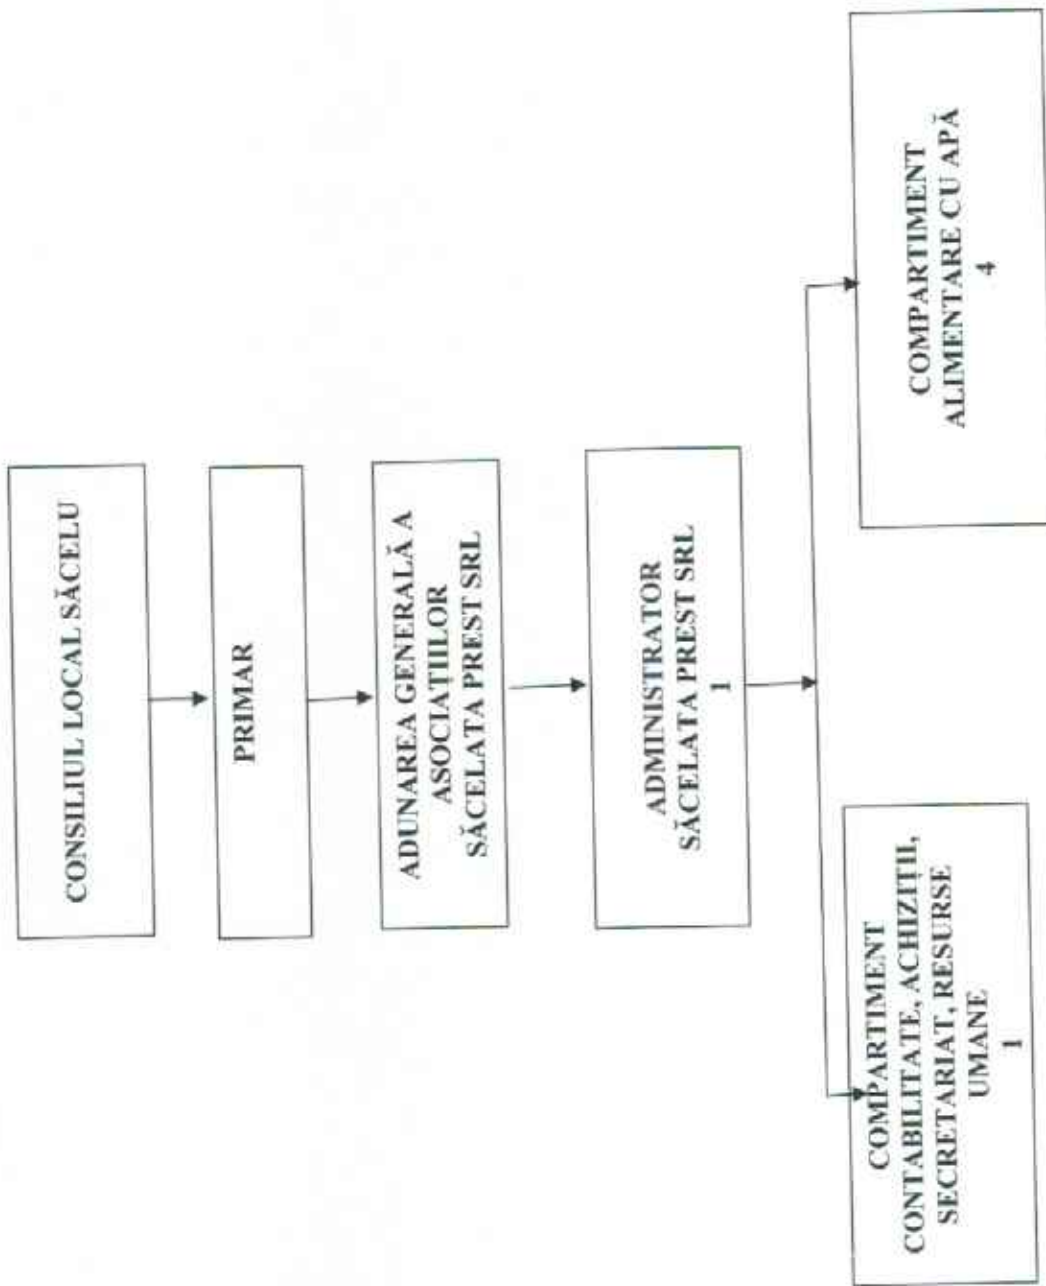 CONSILIUL LOCAL SĂCELU
PRIMAR
ADUNAREA GENERALĂ A
ASOCIAȚIILOR
SĂCELATA PREST SRL
ADMINISTRATOR
SĂCELATA PREST SRL
1
COMPARTIMENT
CONTABILITATE, ACHIZIȚII,
SECRETARIAT, RESURSE
UMANE
1
COMPARTIMENT
ALIMENTARE CU APĂ
4